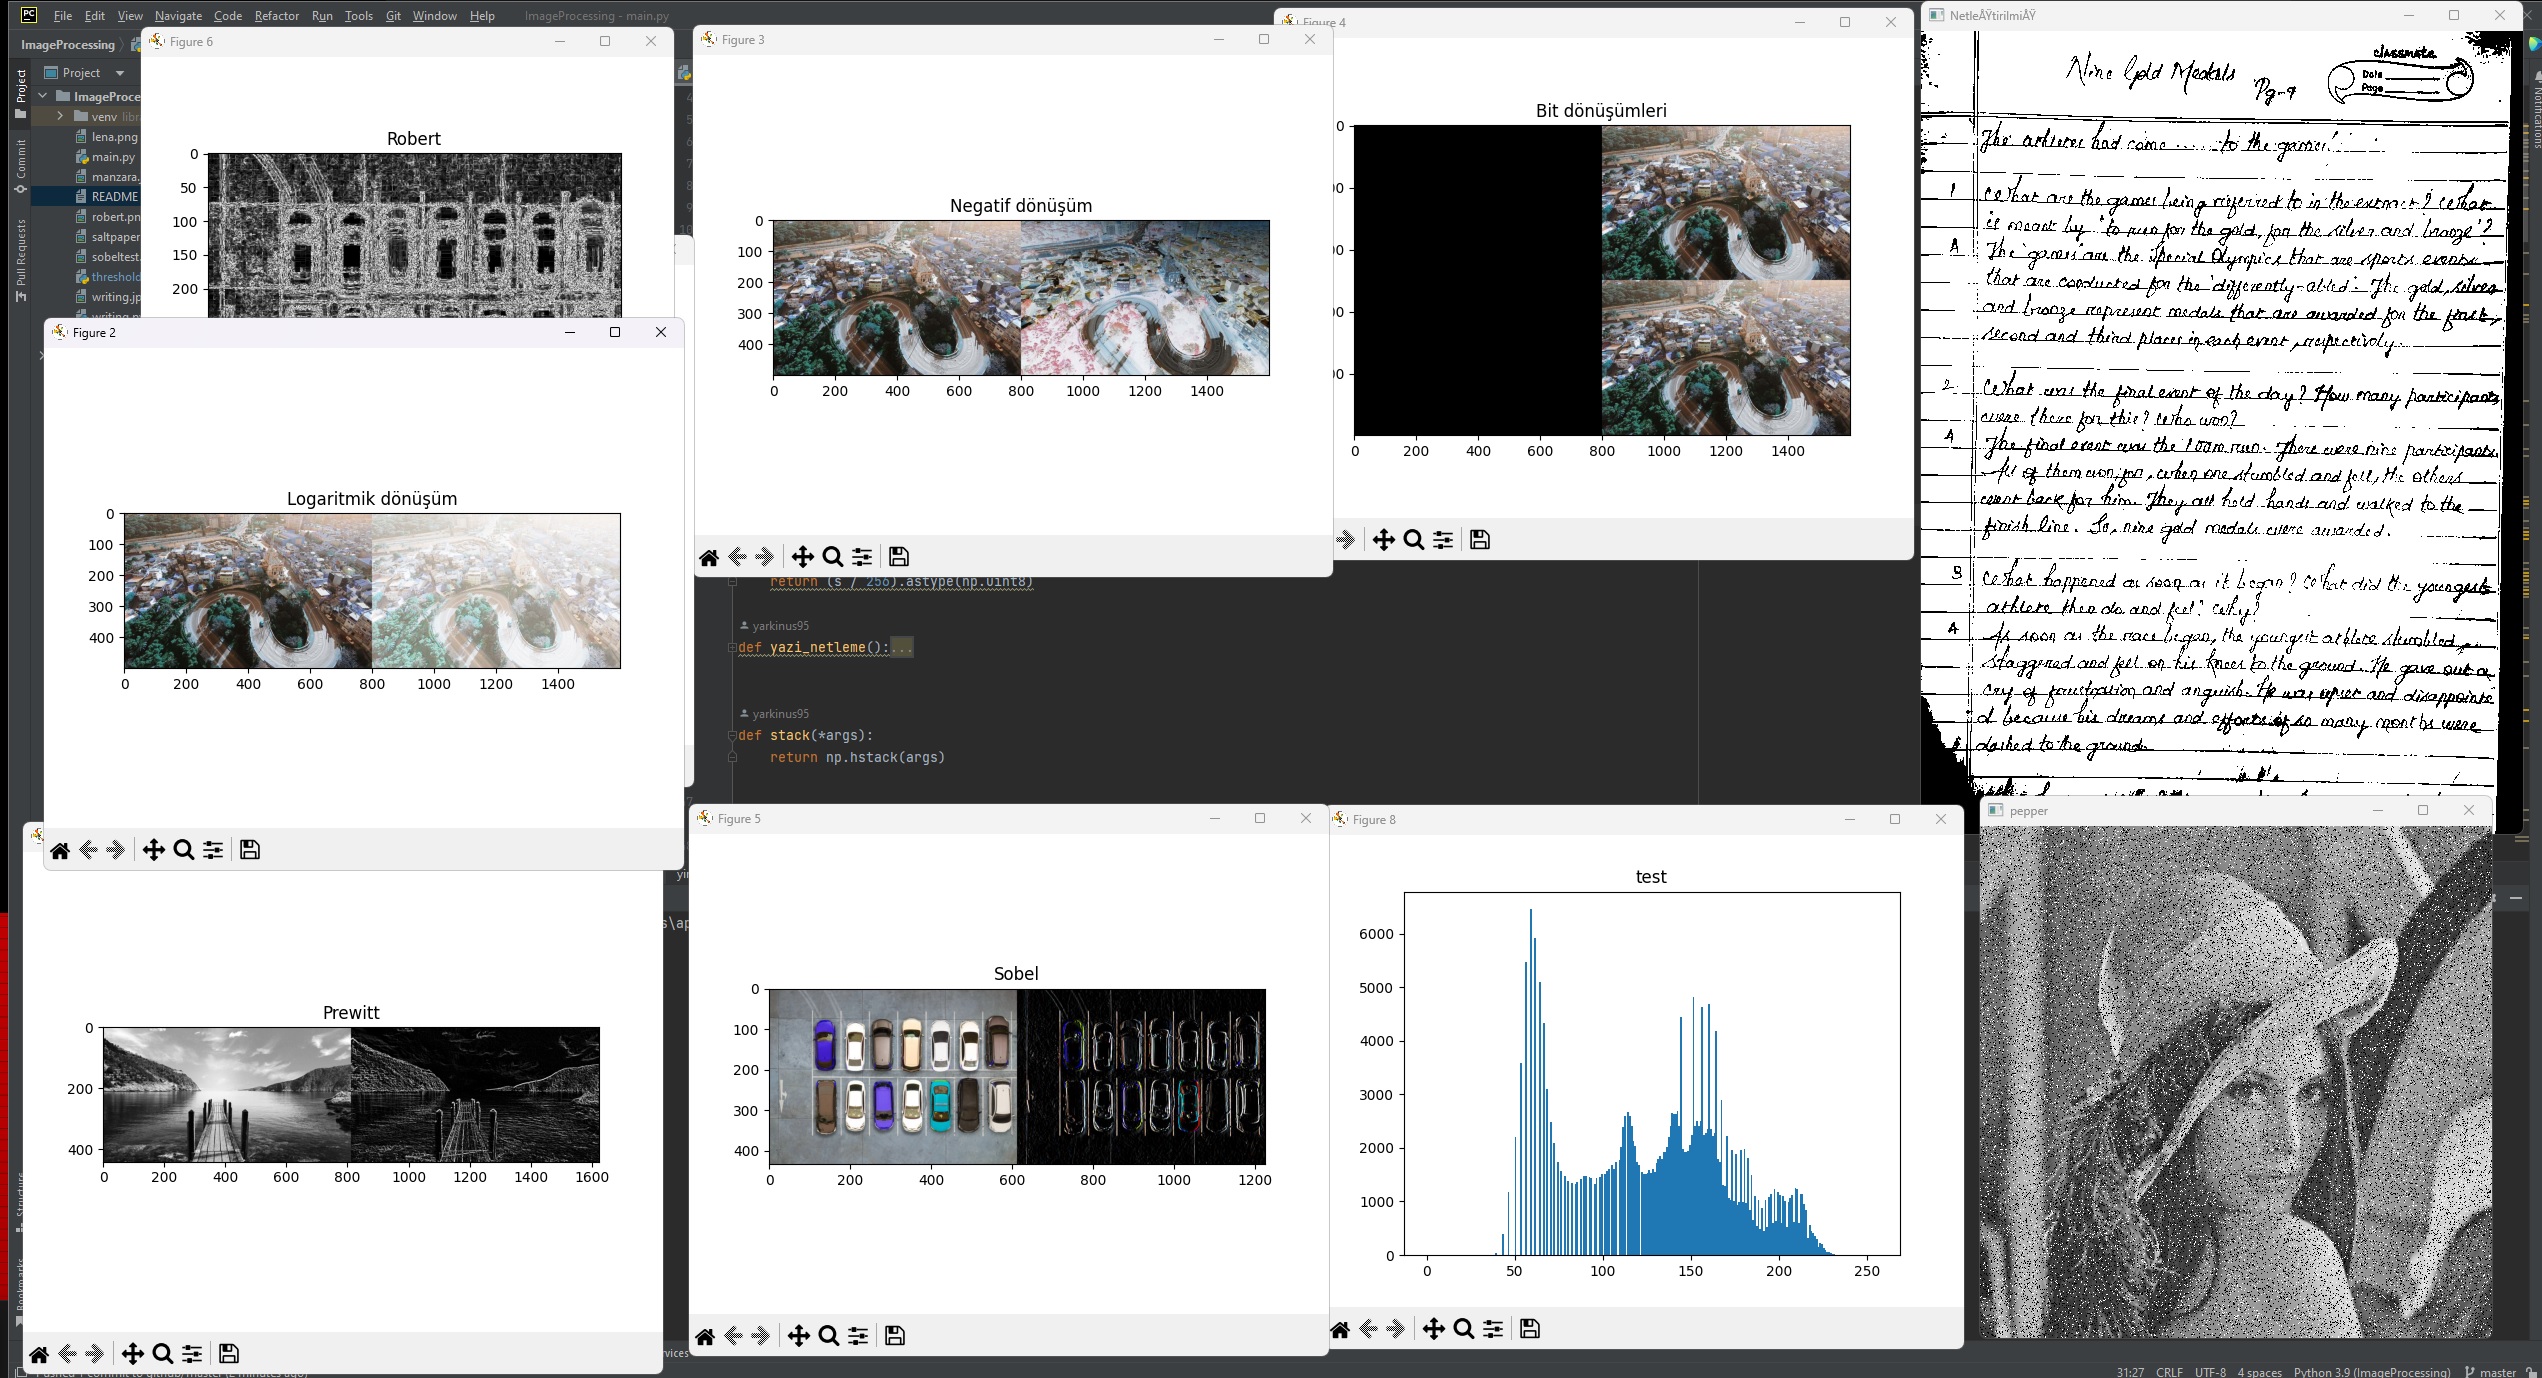 File Edit View Navigate Code Refactor Run Tools Git Window Help ImageProcessing - main.py
ImageProcessing
Project
Project
ImageProce
venv libr
lena.png
main.py
manzara.
README
robert.pn
saltpaper
sobeltest.
threshold
writing.jp
Commit
Pull Requests
Structure
Bookmarks
Notifications
Figure 6
Robert
0
50
100
150
200
Figure 2
Logaritmik dönüşüm
0
100
200
300
400
0 200 400 600 800 1000 1200 1400
Figure 3
Negatif dönüşüm
0
100
200
300
400
0 200 400 600 800 1000 1200 1400
Figure 4
Bit dönüşümleri
0
0 200 400 600 800 1000 1200 1400
NetleÅŸtirilmiÅŸ
classmate
Date
Page
Nine Gold Medals Pg-9
The athletes had come ...... to the games'
1 What are the games being referred to in the extract? What
is meant by 'to run for the gold, for the silver and bronze'?
A The games are the Special Olympics that are sports events
that are conducted for the 'differently-abled'. The gold, silver
and bronze represent medals that are awarded for the first,
second and third places in each event, respectively.
2. What was the final event of the day? How many participants
were there for this? Who won?
A The final event was the 100m run. There were nine participants.
All of them won, for, when one stumbled and fell, the others
went back for him. They all held hands and walked to the
finish line. So, nine gold medals were awarded.
3 What happened as soon as it began? What did the youngest
athlete then do and feel? Why?
A As soon as the race began, the youngest athlete stumbled,
staggered and fell on his knees to the ground. He gave out a
cry of frustration and anguish. He was upset and disappointe
d because his dreams and efforts of so many months were
dashed to the ground.
return (s / 256).astype(np.uint8)
yarkinus95
def yazi_netleme():...
yarkinus95
def stack(*args):
return np.hstack(args)
Prewitt
0
200
400
0 200 400 600 800 1000 1200 1400 1600
Figure 5
Sobel
0
100
200
300
400
0 200 400 600 800 1000 1200
Figure 8
test
6000
5000
4000
3000
2000
1000
0
0 50 100 150 200 250
pepper
31:27 CRLF UTF-8 4 spaces Python 3.9 (ImageProcessing) master